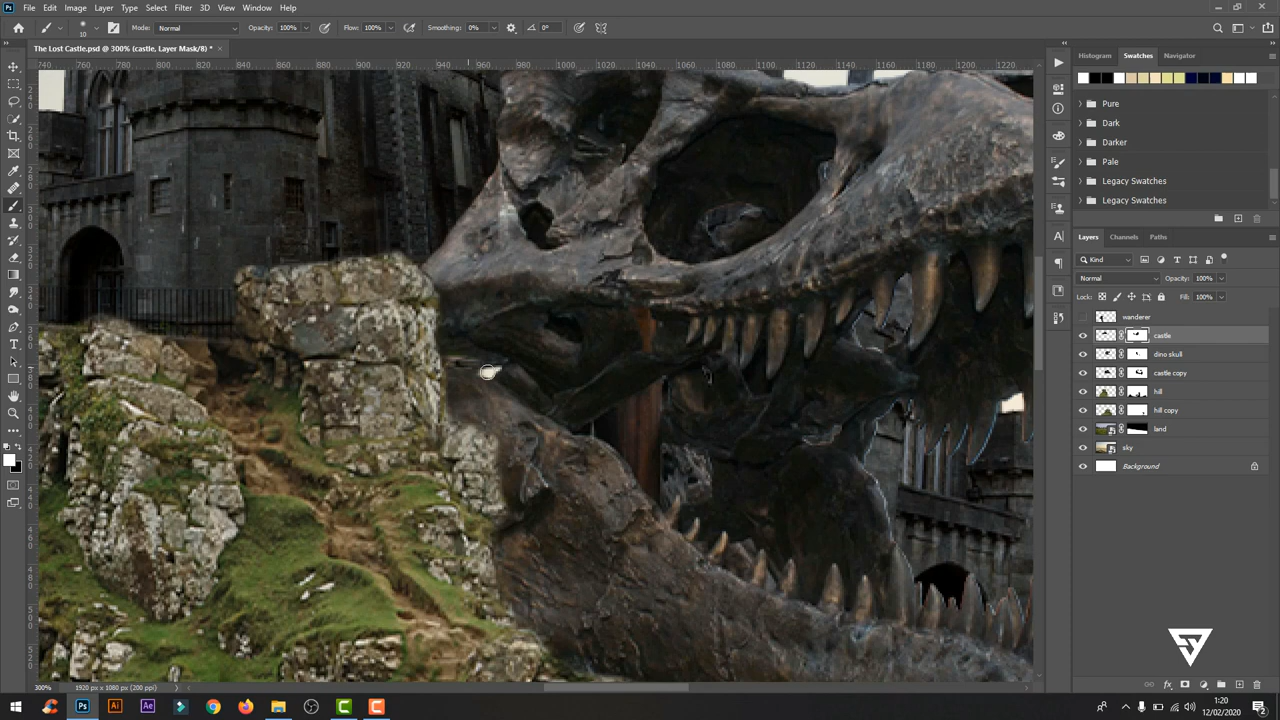 File Edit Image Layer Type Select Filter 3D View Window Help
10 Mode: Normal Opacity: 100% Flow: 100% Smoothing: 0% 0°
The Lost Castle.psd @ 300% (castle, Layer Mask/8) * ×
740 760 780 800 820 840 860 880 900 920 940 960 980 1000 1020 1040 1060 1080 1100 1120 1140 1160 1180 1200 1220
Histogram Swatches Navigator
Pure
Dark
Darker
Pale
Legacy Swatches
Legacy Swatches
Layers Channels Paths
Kind
Normal Opacity: 100%
Lock: Fill: 100%
wanderer
castle
dino skull
castle copy
hill
hill copy
land
sky
Background
300% 1920 px x 1080 px (200 ppi)
Ps Ai Ae
1:20
12/02/2020
2